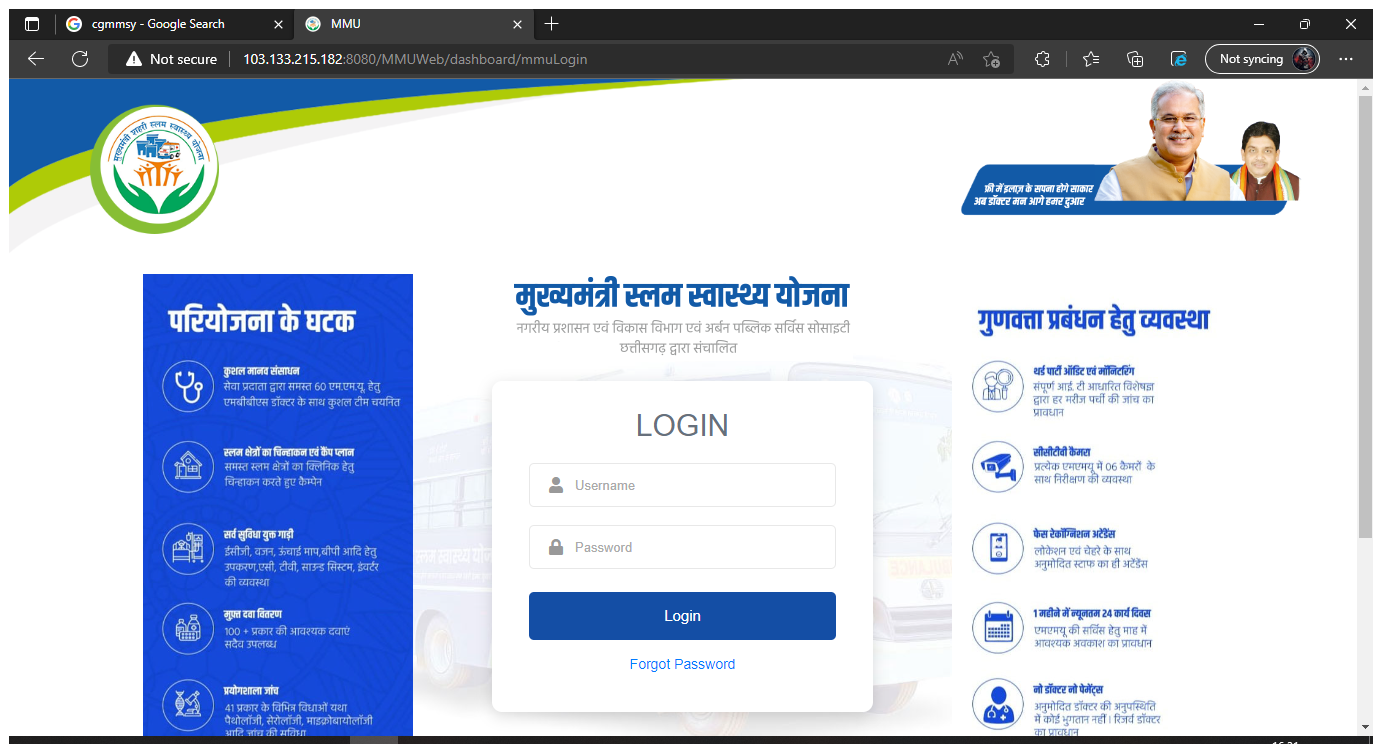 cgmmsy - Google Search
MMU
Not secure
103.133.215.182:8080/MMUWeb/dashboard/mmuLogin
Not syncing
मुख्यमंत्री शहरी स्लम स्वास्थ्य योजना
फ्री में इलाज़ के सपना होगे साकार
अब डॉक्टर मन आगे हमर दुआर
परियोजना के घटक
कुशल मानव संसाधन
सेवा प्रदाता द्वारा समस्त 60 एम.एम.यू. हेतु
एमबीबीएस डॉक्टर के साथ कुशल टीम चयनित
स्लम क्षेत्रों का चिन्हाकन एवं कैंप प्लान
समस्त स्लम क्षेत्रों का क्लिनिक हेतु
चिन्हाकन करते हुए कैम्पेन
सर्व सुविधा युक्त गाड़ी
ईसीजी, वजन, ऊंचाई माप,बीपी आदि हेतु
उपकरण,एसी, टीवी, साउन्ड सिस्टम, इंवर्टर
की व्यवस्था
मुफ़्त दवा वितरण
100 + प्रकार की आवश्यक दवाएं
सदैव उपलब्ध
प्रयोगशाला जांच
41 प्रकार के विभिन्न विधाओं यथा
पैथोलॉजी, सेरोलॉजी, माइक्रोबायोलॉजी
आदि जांच की सुविधा
मुख्यमंत्री स्लम स्वास्थ्य योजना
नगरीय प्रशासन एवं विकास विभाग एवं अर्बन पब्लिक सर्विस सोसाइटी
छत्तीसगढ़ द्वारा संचालित
LOGIN
Username
Password
Login
Forgot Password
गुणवत्ता प्रबंधन हेतु व्यवस्था
थर्ड पार्टी ऑडिट एवं मॉनिटरिंग
संपूर्ण आई. टी आधारित विशेषज्ञ
द्वारा हर मरीज पर्ची की जांच का
प्रावधान
सीसीटीवी कैमरा
प्रत्येक एमएमयू में 06 कैमरों के
साथ निरीक्षण की व्यवस्था
फेस रेकॉग्निशन अटेंडेंस
लोकेशन एवं चेहरे के साथ
अनुमोदित स्टाफ का ही अटेंडेंस
1 महीने में न्यूनतम 24 कार्य दिवस
एमएमयू की सर्विस हेतु माह में
आवश्यक अवकाश का प्रावधान
नो डॉक्टर नो पेमेंट्स
अनुमोदित डॉक्टर की अनुपस्थिति
में कोई भुगतान नहीं। रिजर्व डॉक्टर
का प्रावधान